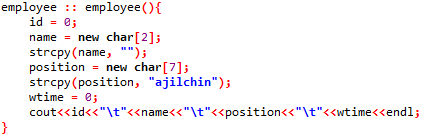 employee :: employee(){
id = 0;
name = new char[2];
strcpy(name, "");
position = new char[7];
strcpy(position, "ajilchin");
wtime = 0;
cout<<id<<"\t"<<name<<"\t"<<position<<"\t"<<wtime<<endl;
}